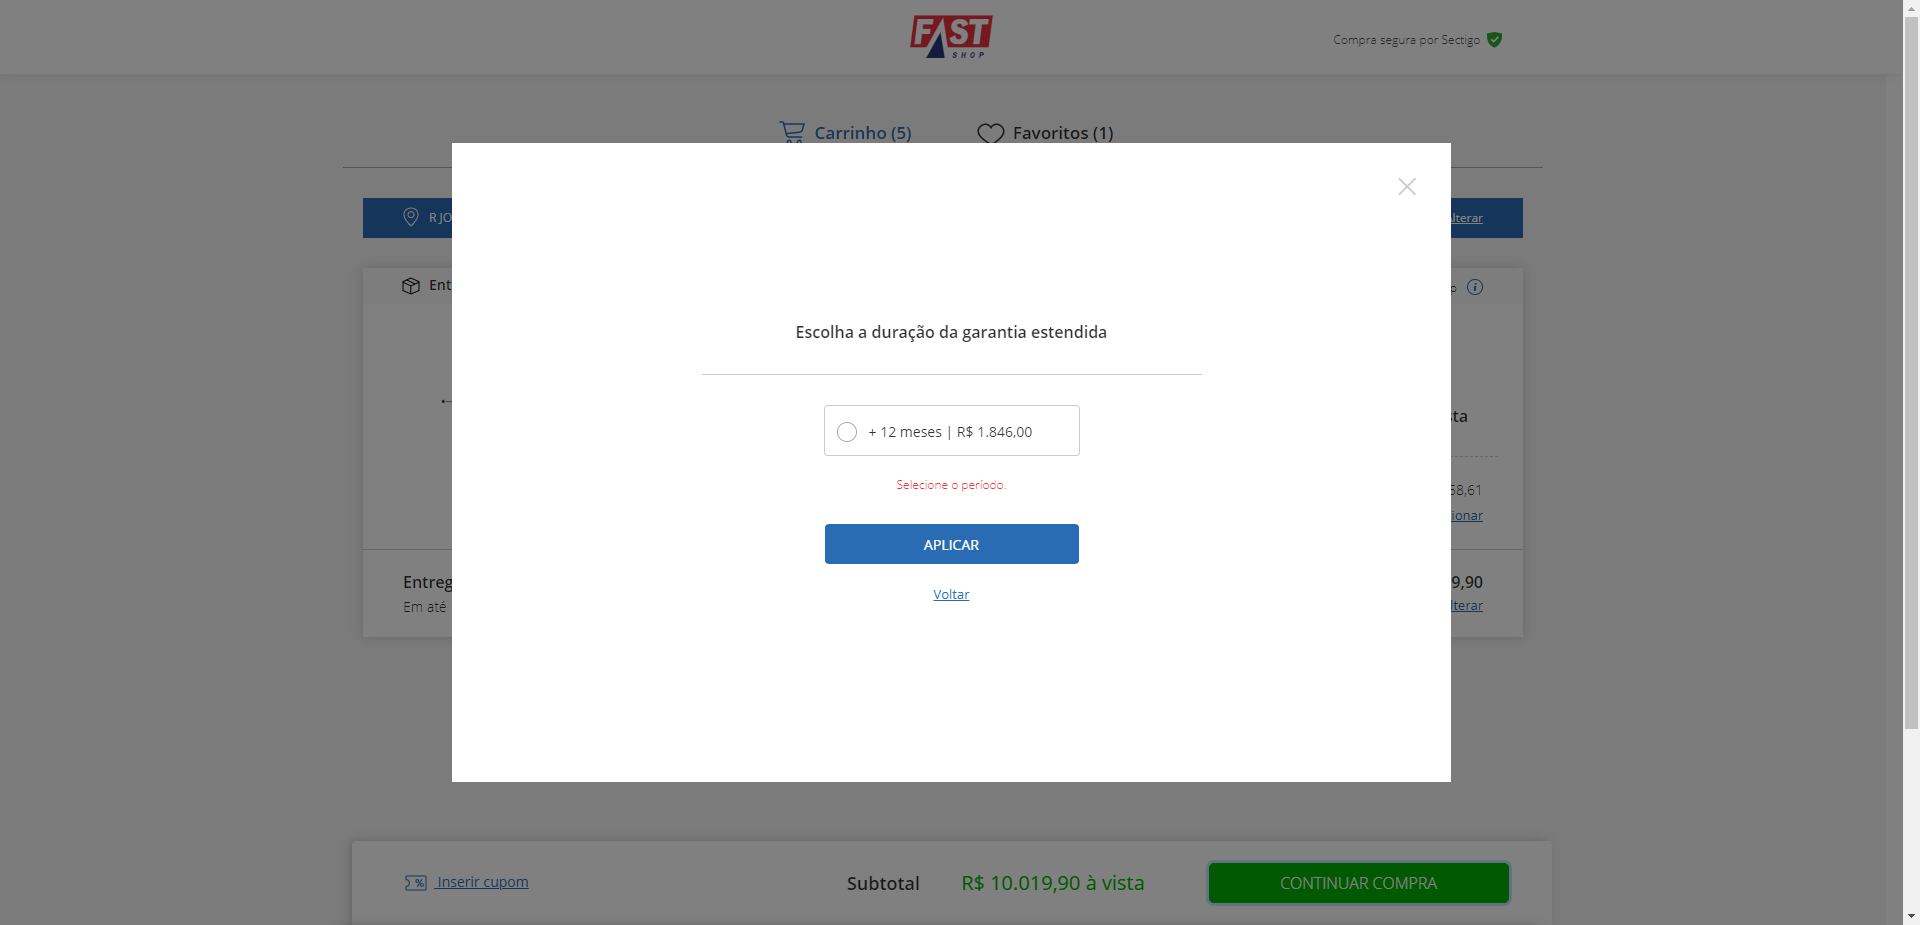 FAST
SHOP
Compra segura por Sectigo
Carrinho (5)
Favoritos (1)
R JO
Alterar
Ent
Escolha a duração da garantia estendida
+ 12 meses | R$ 1.846,00
Selecione o período.
APLICAR
Voltar
ta
58,61
ionar
Entreg
9,90
Em até
lterar
% Inserir cupom
Subtotal
R$ 10.019,90 à vista
CONTINUAR COMPRA